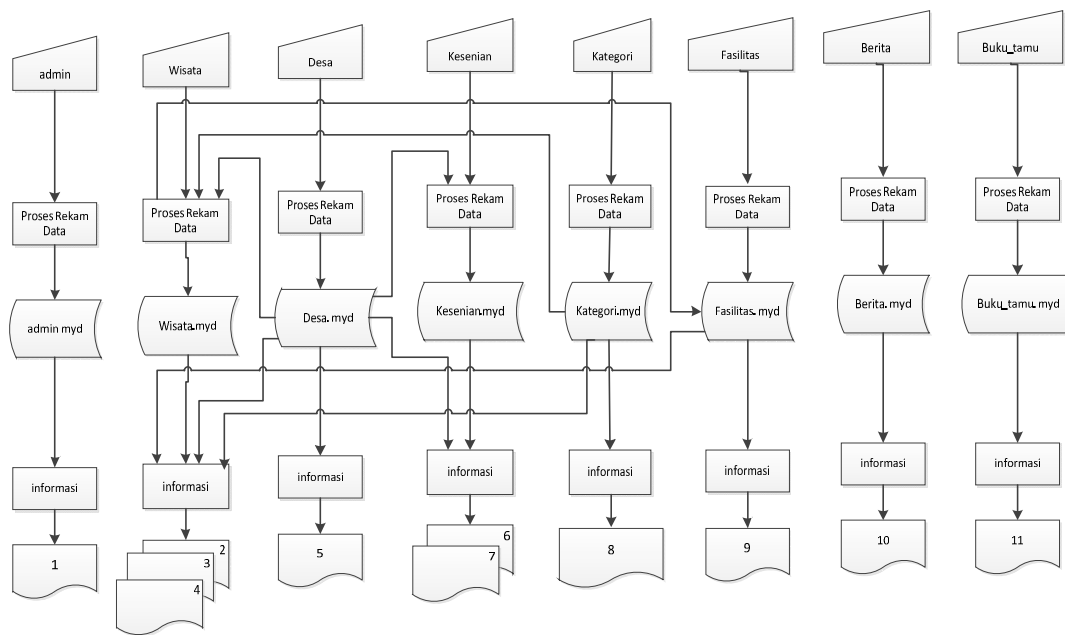 admin
Wisata
Desa
Kesenian
Kategori
Fasilitas
Berita
Buku_tamu
Proses Rekam
Data
Proses Rekam
Data
Proses Rekam
Data
Proses Rekam
Data
Proses Rekam
Data
Proses Rekam
Data
Proses Rekam
Data
Proses Rekam
Data
admin myd
Wisata.myd
Desa.myd
Kesenian.myd
Kategori.myd
Fasilitas.myd
Berita.myd
Buku_tamu.myd
informasi
informasi
informasi
informasi
informasi
informasi
informasi
informasi
1
2
3
4
5
6
7
8
9
10
11